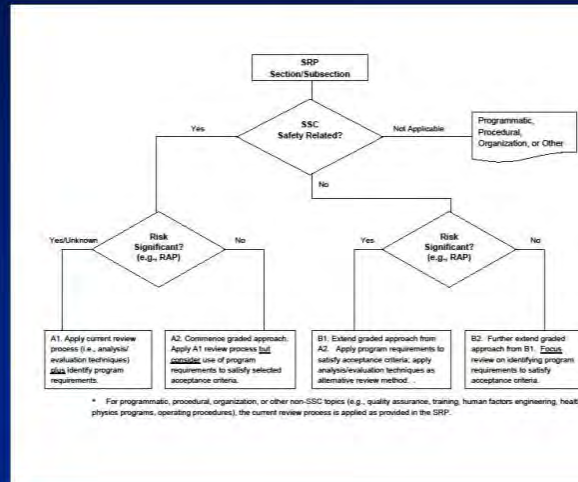 SRP
Section/Subsection
SSC
Safety Related?
Yes
Not Applicable
Programmatic,
Procedural,
Organization, or Other
No
Yes/Unknown
Risk
Significant?
(e.g., RAP)
No
Yes
Risk
Significant?
(e.g., RAP)
No
A1. Apply current review
process (i.e., analysis/
evaluation techniques)
plus identify program
requirements.
A2. Commence graded approach.
Apply A1 review process but
consider use of program
requirements to satisfy selected
acceptance criteria.
B1. Extend graded approach from
A2. Apply program requirements to
satisfy acceptance criteria; apply
analysis/evaluation techniques as
alternative review method. .
B2. Further extend graded
approach from B1. Focus
review on identifying program
requirements to satisfy
acceptance criteria.
* For programmatic, procedural, organization, or other non-SSC topics (e.g., quality assurance, training, human factors engineering, healt
physics programs, operating procedures), the current review process is applied as provided in the SRP.